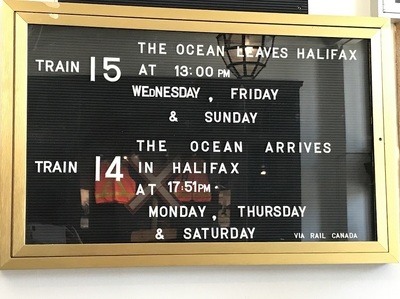 THE OCEAN LEAVES HALIFAX
TRAIN 15 AT 13:00 PM
WEDNESDAY, FRIDAY
& SUNDAY
THE OCEAN ARRIVES
TRAIN 14 IN HALIFAX
AT 17:51PM
MONDAY, THURSDAY
& SATURDAY
VIA RAIL CANADA